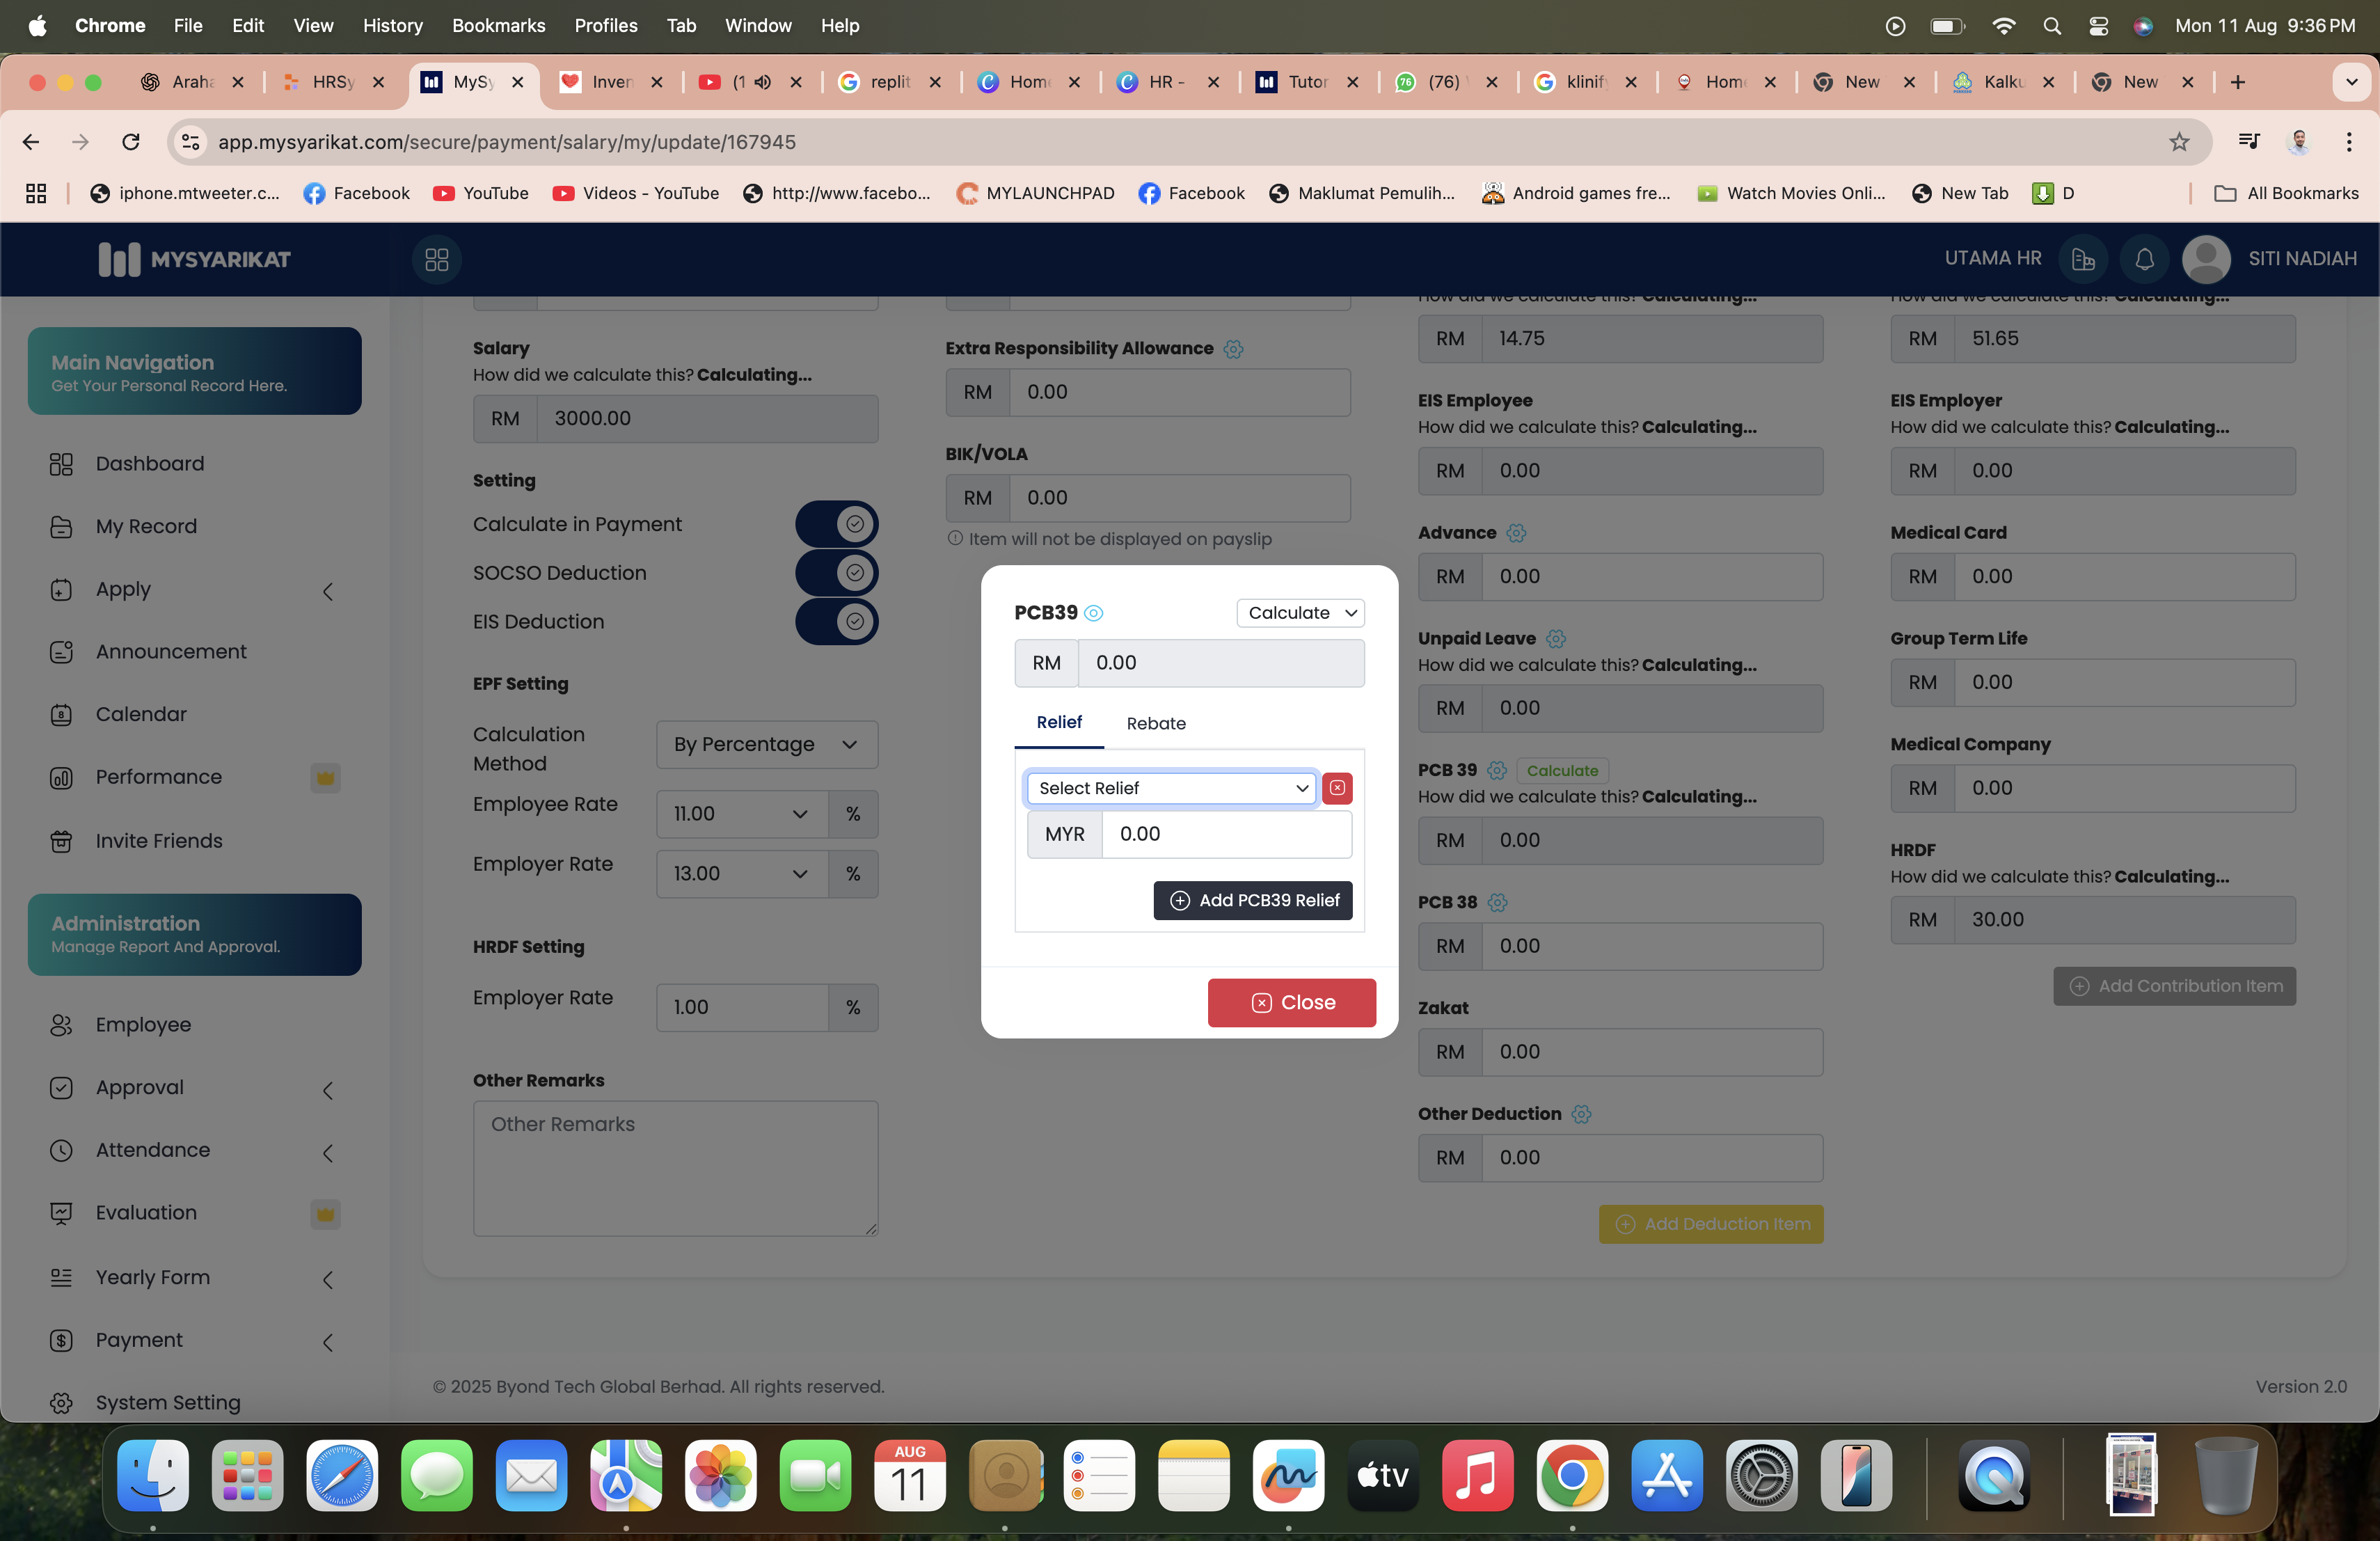 Chrome File Edit View History Bookmarks Profiles Tab Window Help Mon 11 Aug 9:36 PM
Araha HRSy MySy Inven (1 replit Home HR - Tutor (76) klinif Home New Kalku New
app.mysyarikat.com/secure/payment/salary/my/update/167945
iphone.mtweeter.c... Facebook YouTube Videos - YouTube http://www.facebo... MYLAUNCHPAD Facebook Maklumat Pemulih... Android games fre... Watch Movies Onli... New Tab D All Bookmarks
MYSYARIKAT UTAMA HR SITI NADIAH
Main Navigation
Get Your Personal Record Here.
Dashboard
My Record
Apply
Announcement
Calendar
Performance
Invite Friends
Administration
Manage Report And Approval.
Employee
Approval
Attendance
Evaluation
Yearly Form
Payment
System Setting
Salary
How did we calculate this? Calculating...
RM 3000.00
Setting
Calculate in Payment
SOCSO Deduction
EIS Deduction
EPF Setting
Calculation
Method
By Percentage
Employee Rate 11.00 %
Employer Rate 13.00 %
HRDF Setting
Employer Rate 1.00 %
Other Remarks
Other Remarks
Extra Responsibility Allowance
RM 0.00
BIK/VOLA
RM 0.00
Item will not be displayed on payslip
PCB39 Calculate
RM 0.00
Relief Rebate
Select Relief
MYR 0.00
Add PCB39 Relief
Close
How did we calculate this? Calculating...
RM 14.75
EIS Employee
How did we calculate this? Calculating...
RM 0.00
Advance
RM 0.00
Unpaid Leave
How did we calculate this? Calculating...
RM 0.00
PCB 39 Calculate
How did we calculate this? Calculating...
RM 0.00
PCB 38
RM 0.00
Zakat
RM 0.00
Other Deduction
RM 0.00
Add Deduction Item
How did we calculate this? Calculating...
RM 51.65
EIS Employer
How did we calculate this? Calculating...
RM 0.00
Medical Card
RM 0.00
Group Term Life
RM 0.00
Medical Company
RM 0.00
HRDF
How did we calculate this? Calculating...
RM 30.00
Add Contribution Item
© 2025 Byond Tech Global Berhad. All rights reserved. Version 2.0
AUG
11
tv